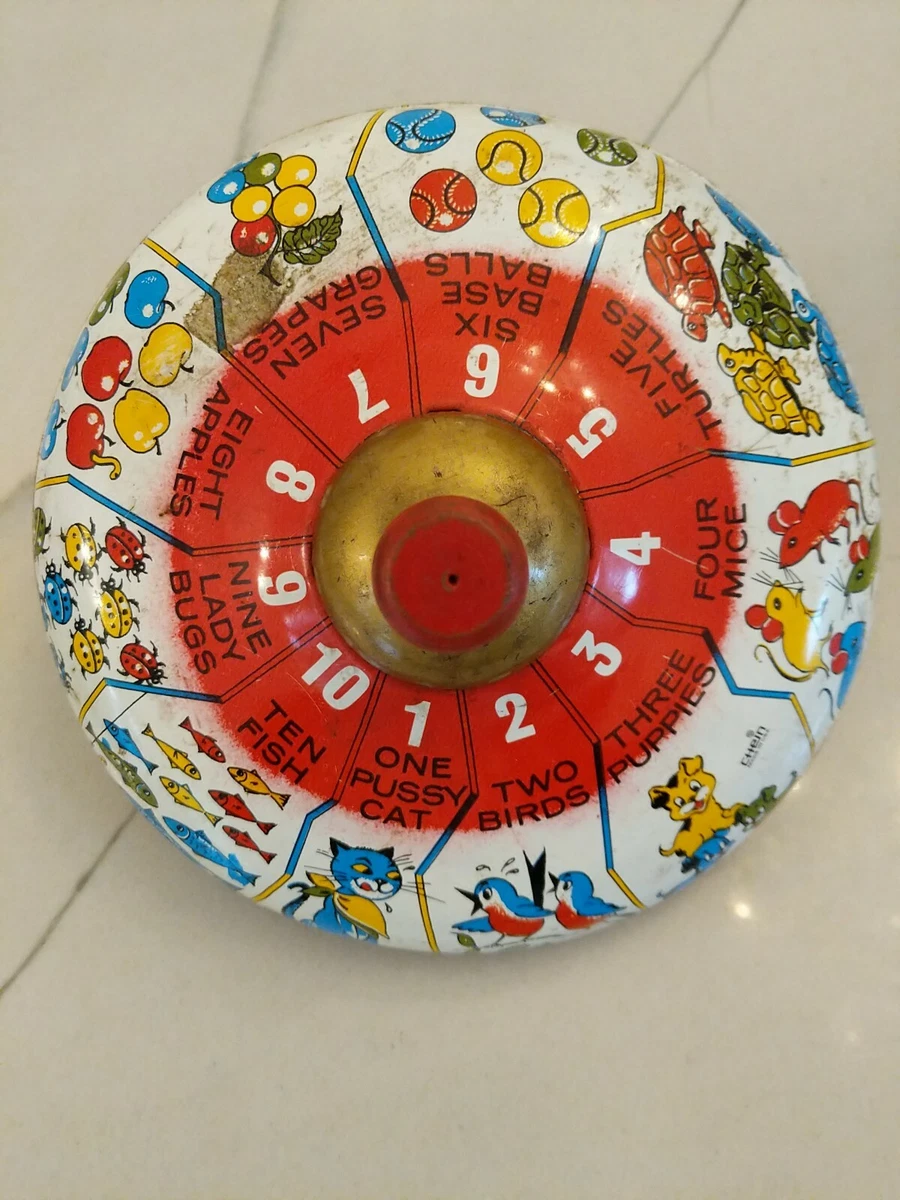 1
ONE
PUSSY
CAT
2
TWO
BIRDS
3
THREE
PUPPIES
4
FOUR
MICE
5
FIVE
TURTLES
6
SIX
BASE
BALLS
7
SEVEN
GRAPES
8
EIGHT
APPLES
9
NINE
LADY
BUGS
10
TEN
FISH
CHEIN